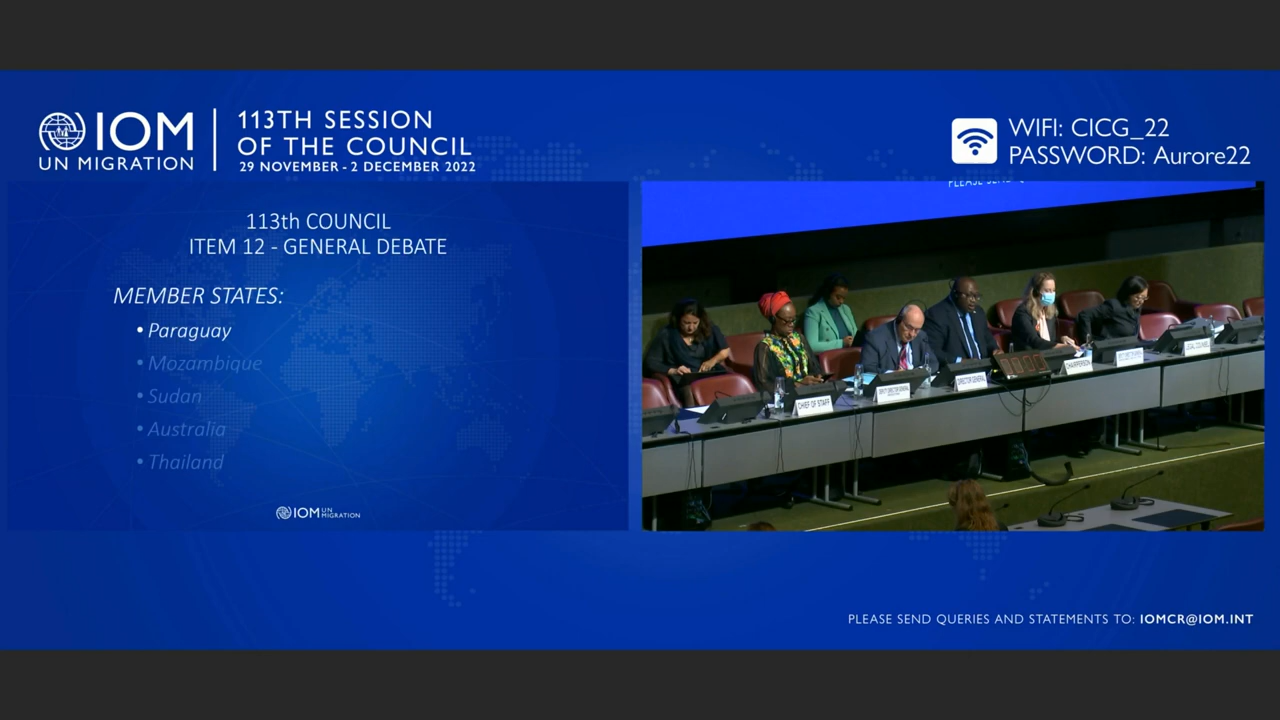 IOM
UN MIGRATION
113TH SESSION
OF THE COUNCIL
29 NOVEMBER - 2 DECEMBER 2022
WIFI: CICG_22
PASSWORD: Aurore22
113th COUNCIL
ITEM 12 - GENERAL DEBATE
MEMBER STATES:
• Paraguay
• Mozambique
• Sudan
• Australia
• Thailand
IOM UN MIGRATION
CHIEF OF STAFF
DIRECTOR GENERAL
CHAIRPERSON
LEGAL COUNSEL
PLEASE SEND QUERIES AND STATEMENTS TO: IOMCR@IOM.INT